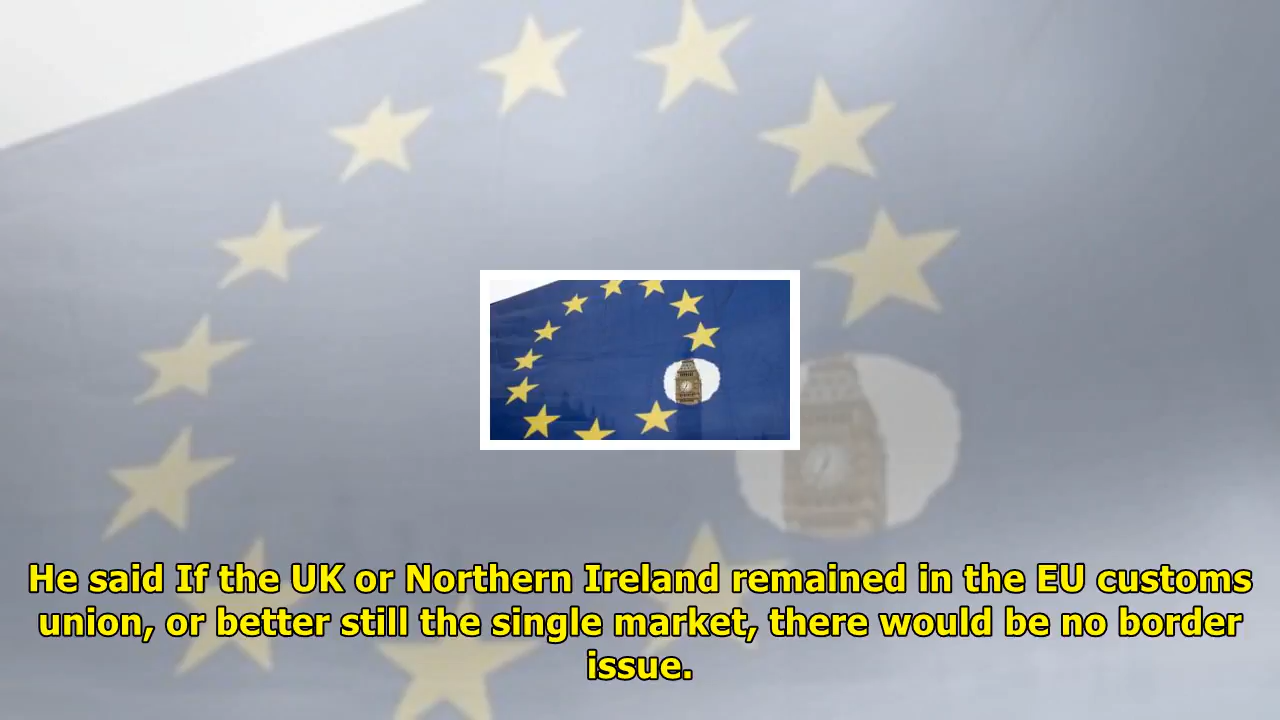 He said If the UK or Northern Ireland remained in the EU customs
union, or better still the single market, there would be no border
issue.